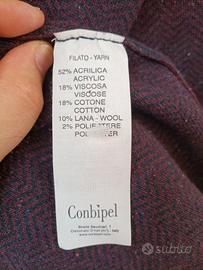 FILATO - YARN
52% ACRILICA
ACRYLIC
18% VISCOSA
VISCOSE
18% COTONE
COTTON
10% LANA - WOOL
2% POLIESTERE
POLYESTER
Conbipel
subito